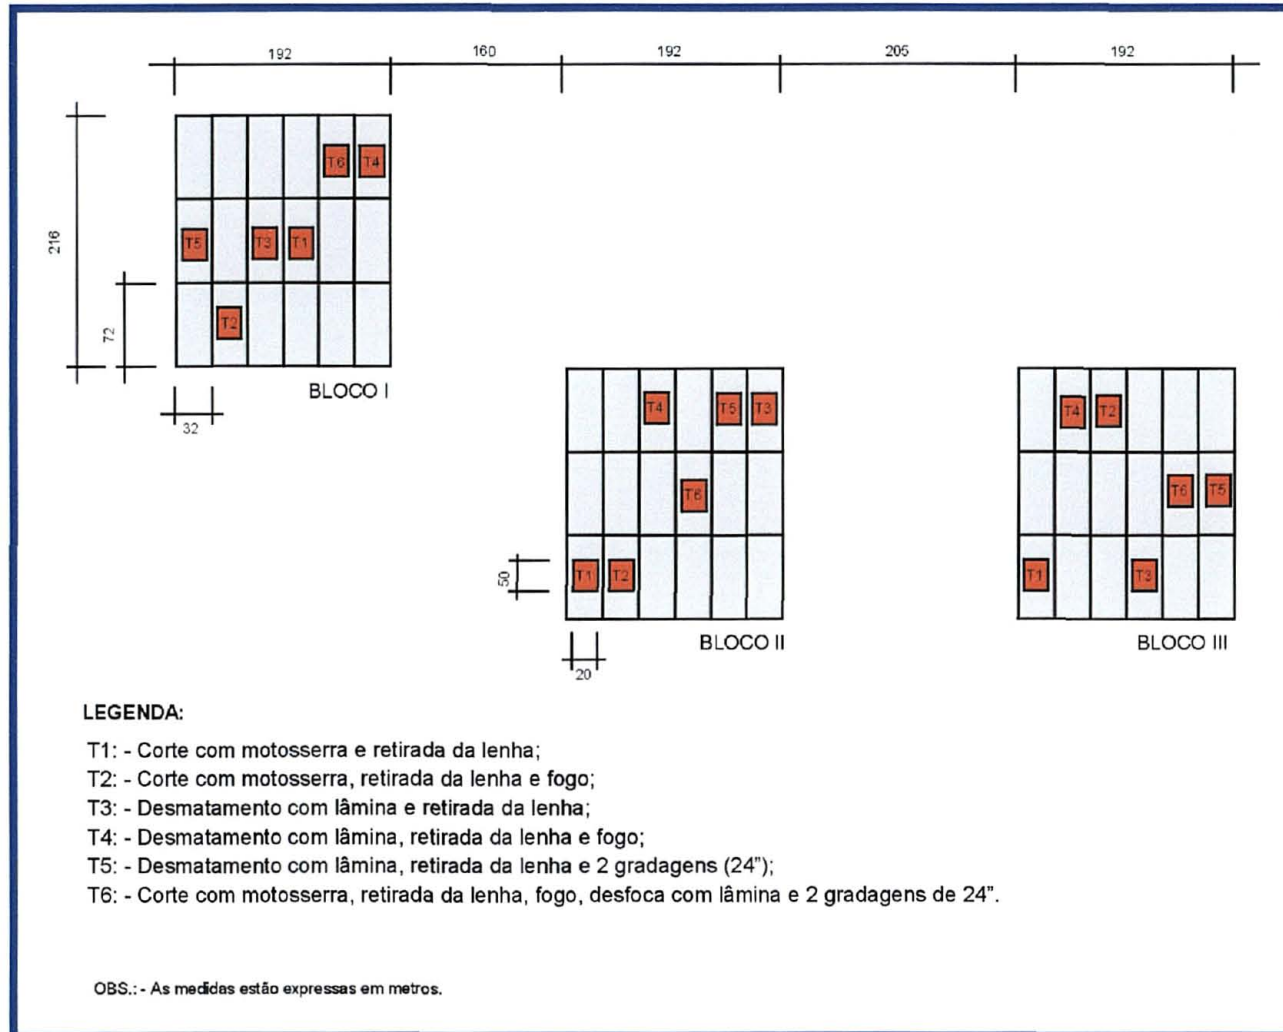 192 160 192 205 192
T6 T4
216
T5 T3 T1
72
T2
BLOCO I
32
T4 T5 T3
T4 T2
T6
T6 T5
50
T1 T2
T1 T3
BLOCO II
BLOCO III
20
LEGENDA:
T1: - Corte com motosserra e retirada da lenha;
T2: - Corte com motosserra, retirada da lenha e fogo;
T3: - Desmatamento com lâmina e retirada da lenha;
T4: - Desmatamento com lâmina, retirada da lenha e fogo;
T5: - Desmatamento com lâmina, retirada da lenha e 2 gradagens (24”);
T6: - Corte com motosserra, retirada da lenha, fogo, desfoca com lâmina e 2 gradagens de 24”.
OBS.: - As medidas estão expressas em metros.